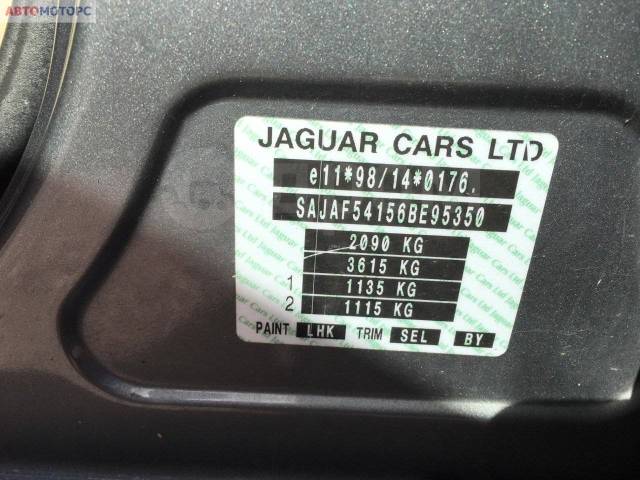 АВТОМОТОРС
JAGUAR CARS LTD
e11*98/14*0176.
SAJAF54156BE95350
2090 KG
3615 KG
1 1135 KG
2 1115 KG
PAINT LHK TRIM SEL BY